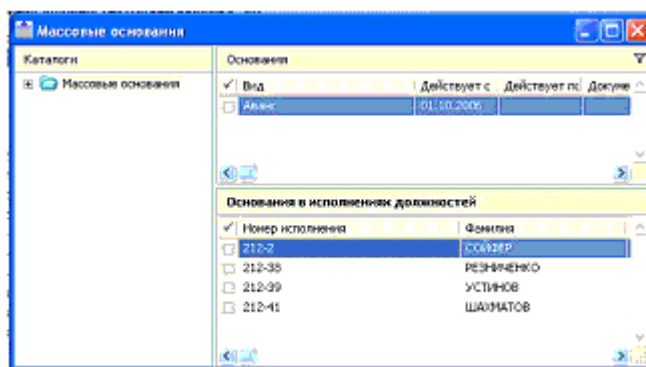 Массовые основания
Каталоги
Массовые основания
Основания
Вид Действует с Действует по Докуме
Аванс 01.10.2006
Основания в исполнениях должностей
Номер исполнения Фамилия
212-2 СОЙФЕР
212-38 РЕЗНИЧЕНКО
212-39 УСТИНОВ
212-41 ШАХМАТОВ